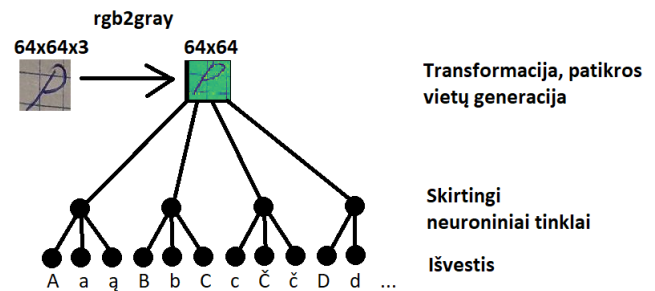 rgb2gray
64x64x3
64x64
P
P
Transformacija, patikros
vietų generacija
Skirtingi
neuroniniai tinklai
Išvestis
A a ą B b C c Č č D d ...